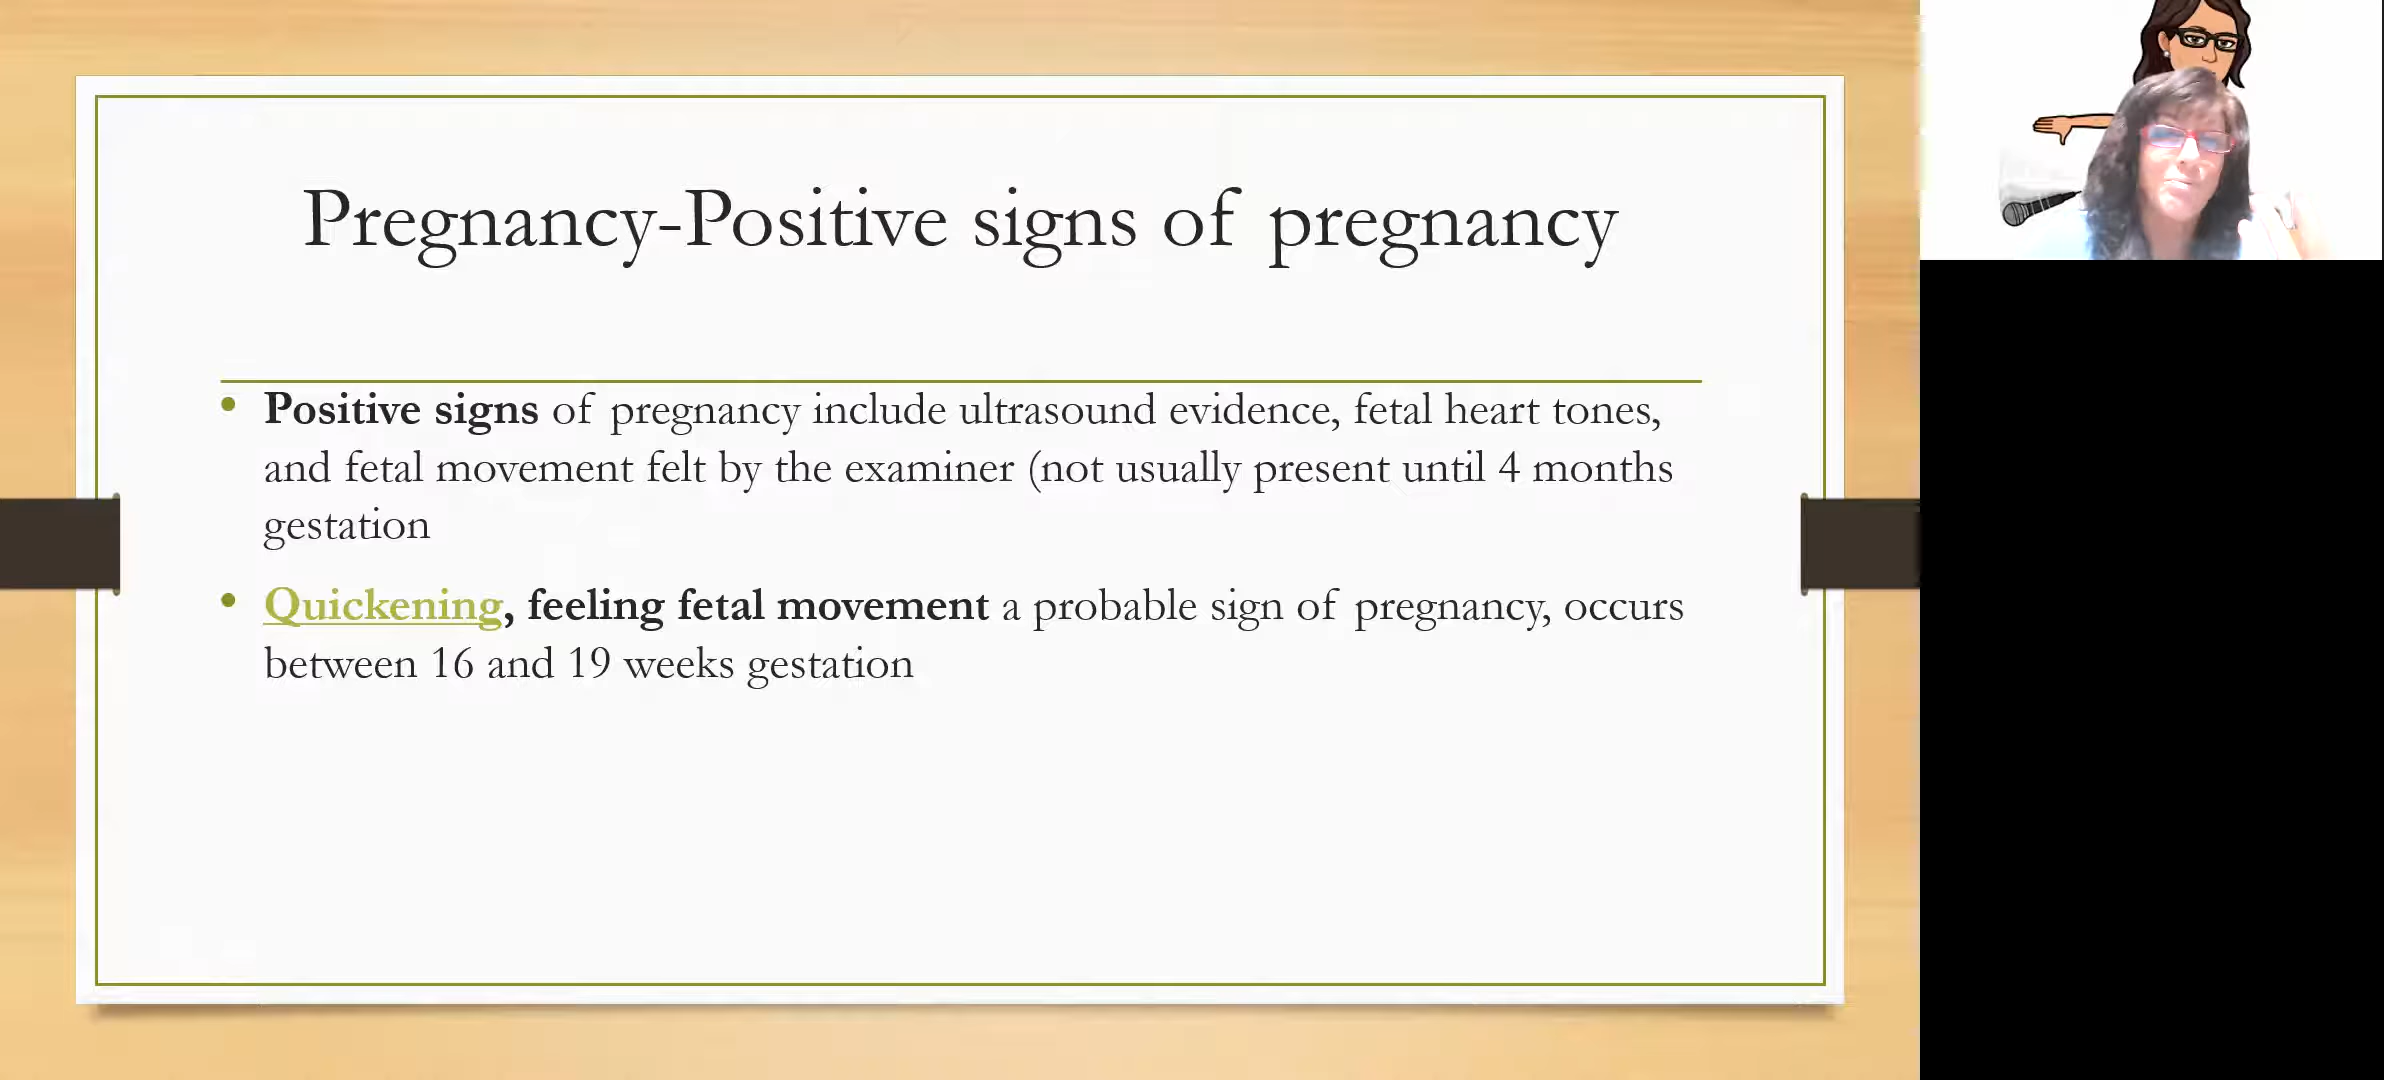 Pregnancy-Positive signs of pregnancy
• Positive signs of pregnancy include ultrasound evidence, fetal heart tones,
and fetal movement felt by the examiner (not usually present until 4 months
gestation
• Quickening, feeling fetal movement a probable sign of pregnancy, occurs
between 16 and 19 weeks gestation